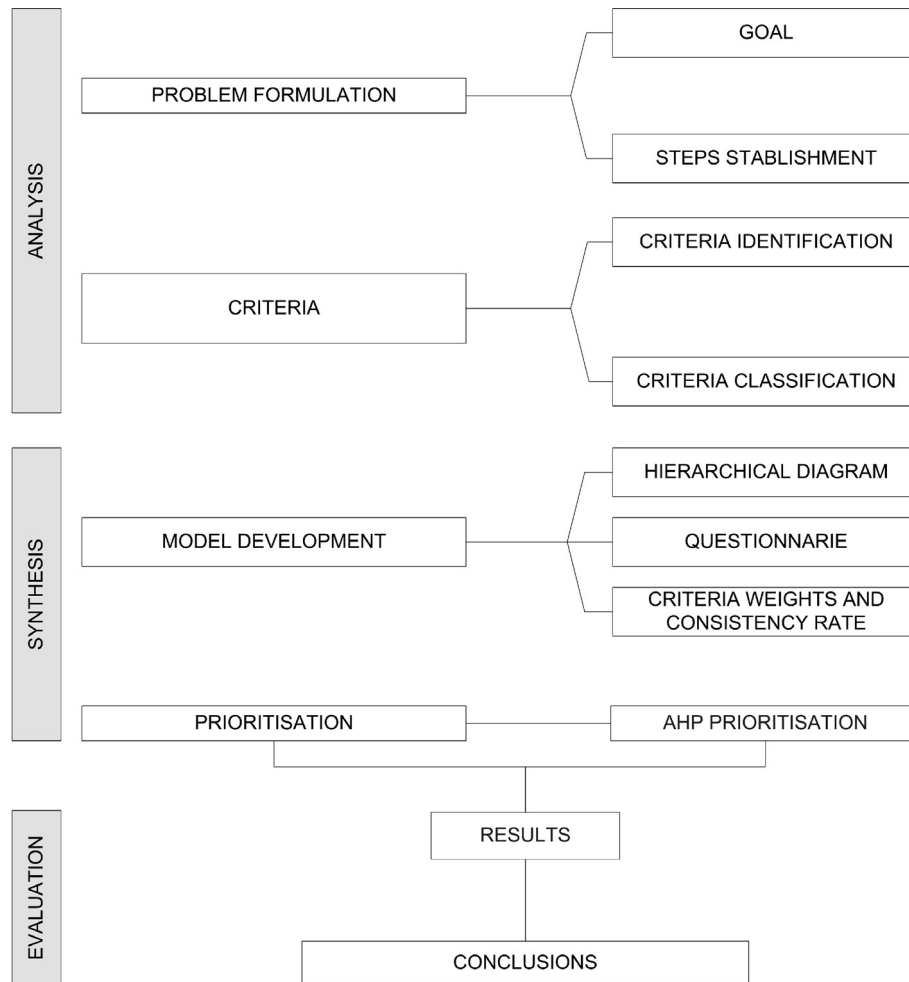 ANALYSIS
PROBLEM FORMULATION
GOAL
STEPS STABLISHMENT
CRITERIA
CRITERIA IDENTIFICATION
CRITERIA CLASSIFICATION
SYNTHESIS
MODEL DEVELOPMENT
HIERARCHICAL DIAGRAM
QUESTIONNARIE
CRITERIA WEIGHTS AND
CONSISTENCY RATE
PRIORITISATION
AHP PRIORITISATION
EVALUATION
RESULTS
CONCLUSIONS